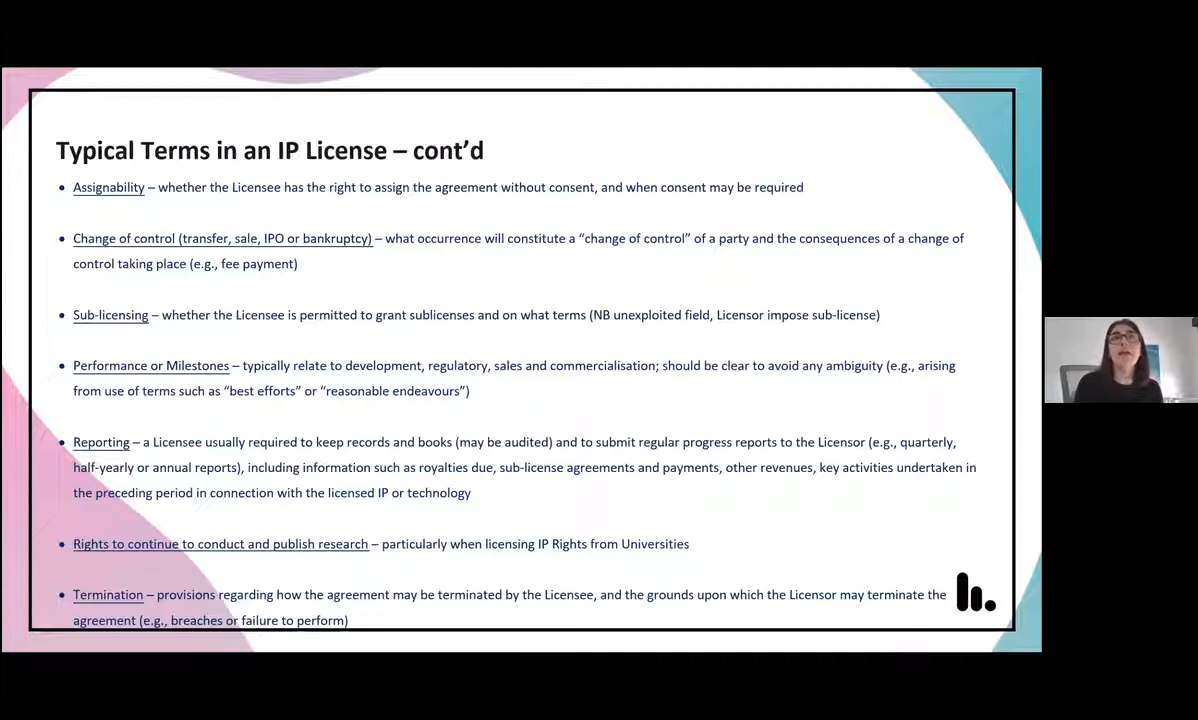 Typical Terms in an IP License – cont’d
• Assignability – whether the Licensee has the right to assign the agreement without consent, and when consent may be required
• Change of control (transfer, sale, IPO or bankruptcy) – what occurrence will constitute a “change of control” of a party and the consequences of a change of
control taking place (e.g., fee payment)
• Sub-licensing – whether the Licensee is permitted to grant sublicenses and on what terms (NB unexploited field, Licensor impose sub-license)
• Performance or Milestones – typically relate to development, regulatory, sales and commercialisation; should be clear to avoid any ambiguity (e.g., arising
from use of terms such as “best efforts” or “reasonable endeavours”)
• Reporting – a Licensee usually required to keep records and books (may be audited) and to submit regular progress reports to the Licensor (e.g., quarterly,
half-yearly or annual reports), including information such as royalties due, sub-license agreements and payments, other revenues, key activities undertaken in
the preceding period in connection with the licensed IP or technology
• Rights to continue to conduct and publish research – particularly when licensing IP Rights from Universities
• Termination – provisions regarding how the agreement may be terminated by the Licensee, and the grounds upon which the Licensor may terminate the
agreement (e.g., breaches or failure to perform)